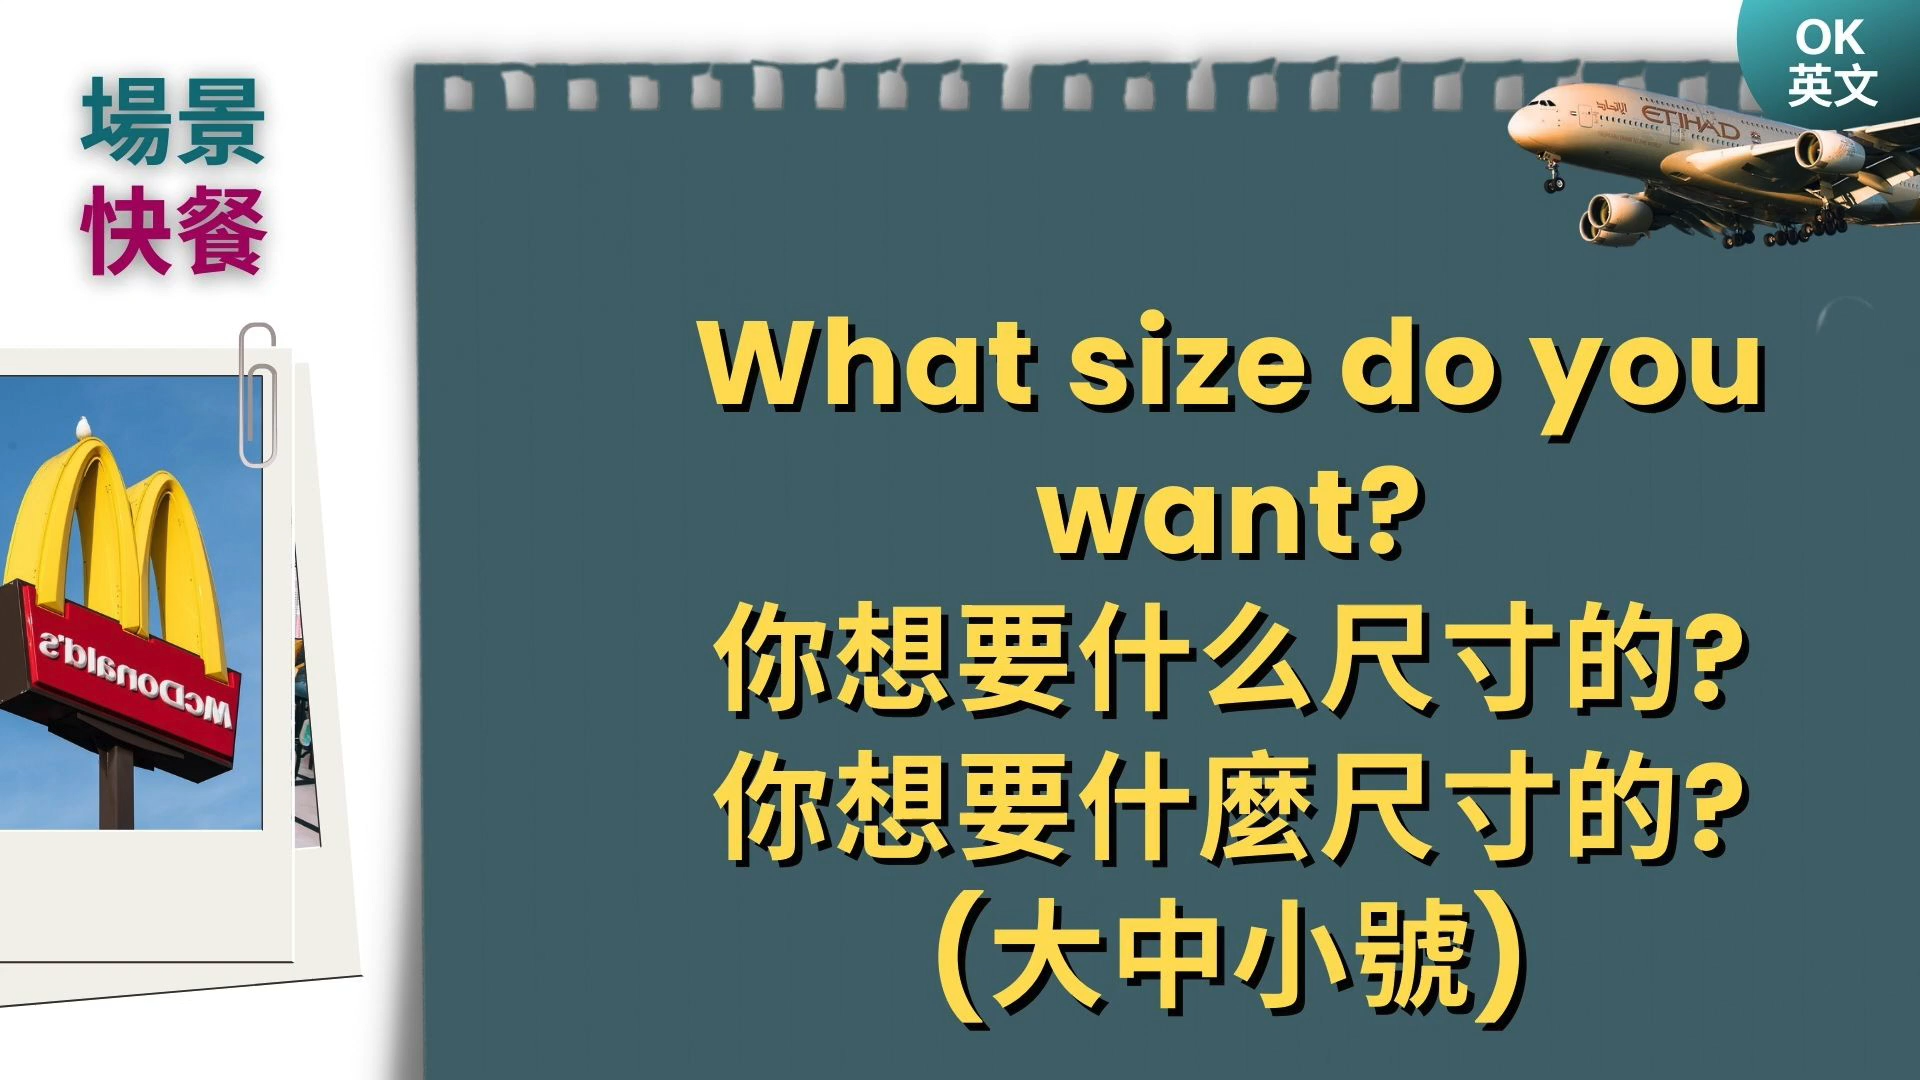 場景
快餐
OK
英文
ETIHAD
الإتحاد
McDonald's
What size do you
want?
你想要什么尺寸的?
你想要什麼尺寸的?
(大中小號)